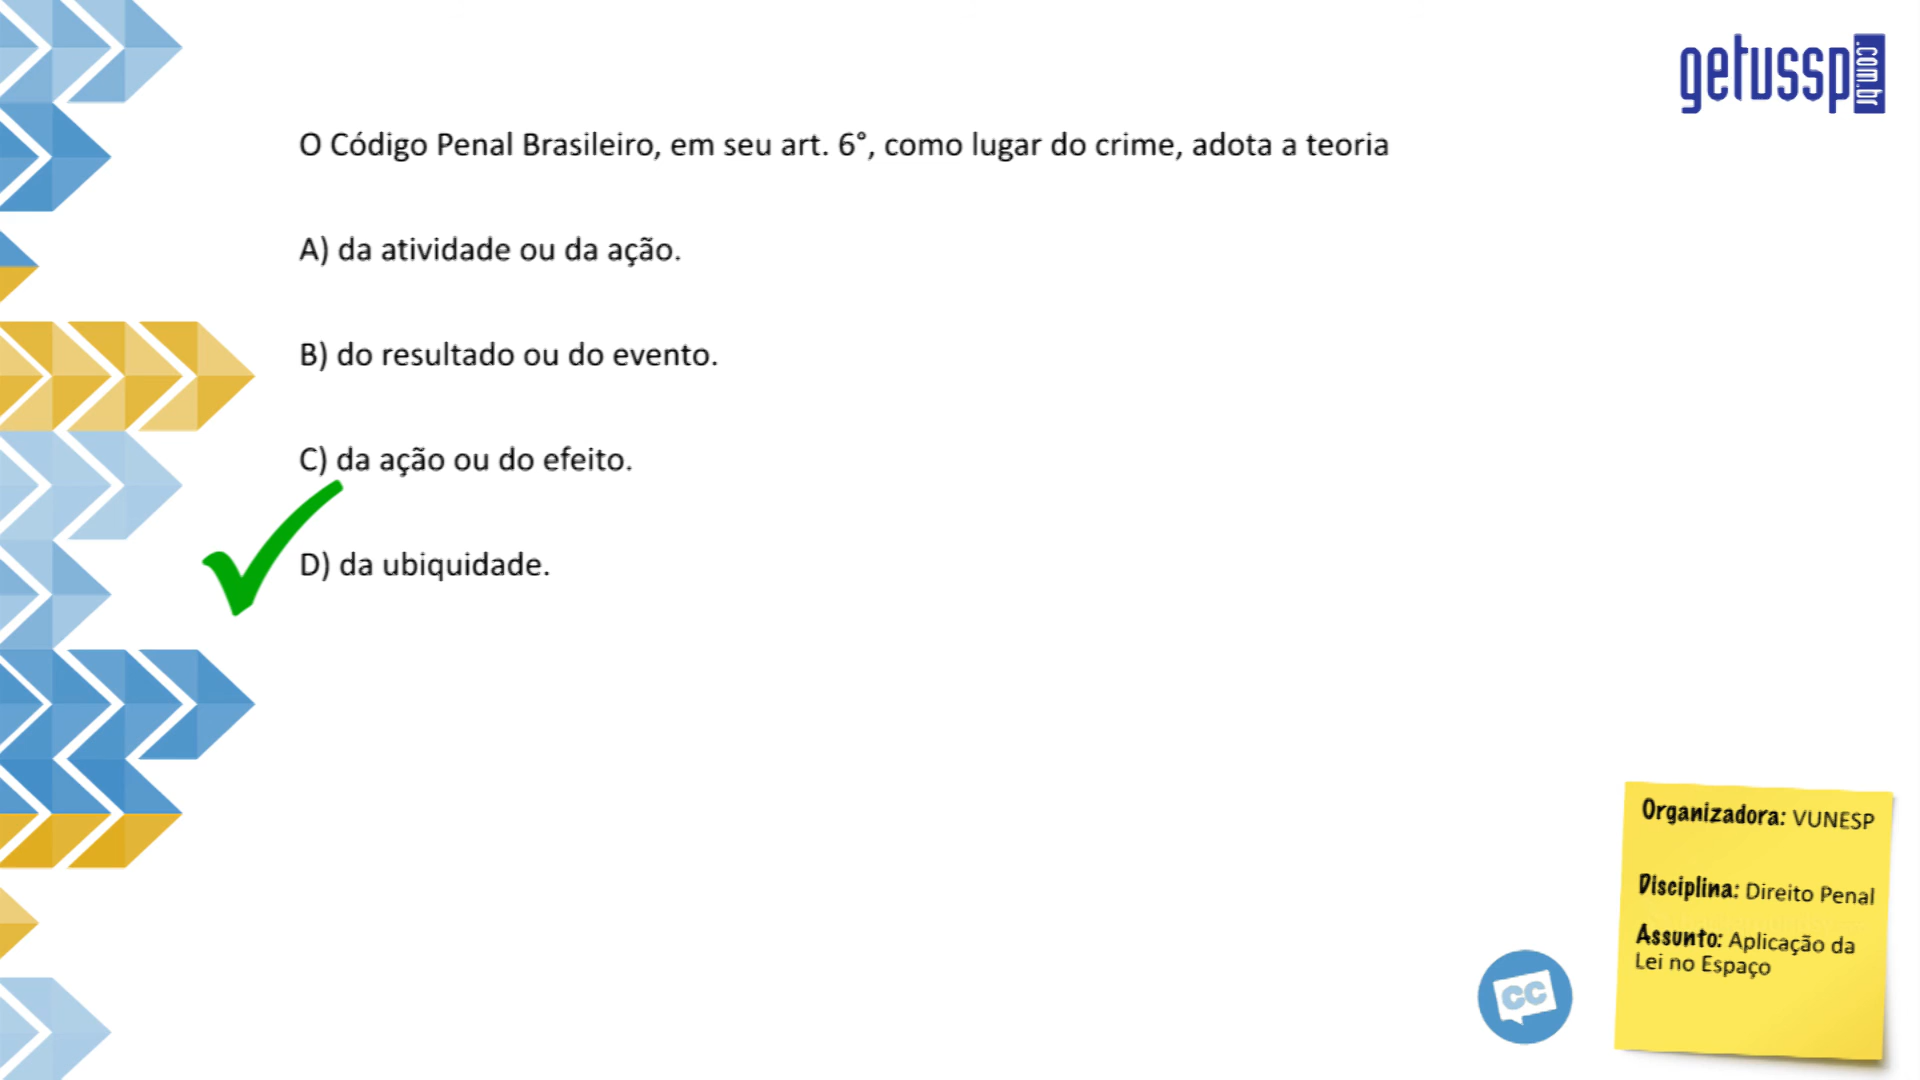 getussp.com.br
O Código Penal Brasileiro, em seu art. 6°, como lugar do crime, adota a teoria
A) da atividade ou da ação.
B) do resultado ou do evento.
C) da ação ou do efeito.
D) da ubiquidade.
Organizadora: VUNESP
Disciplina: Direito Penal
Assunto: Aplicação da
Lei no Espaço
CC